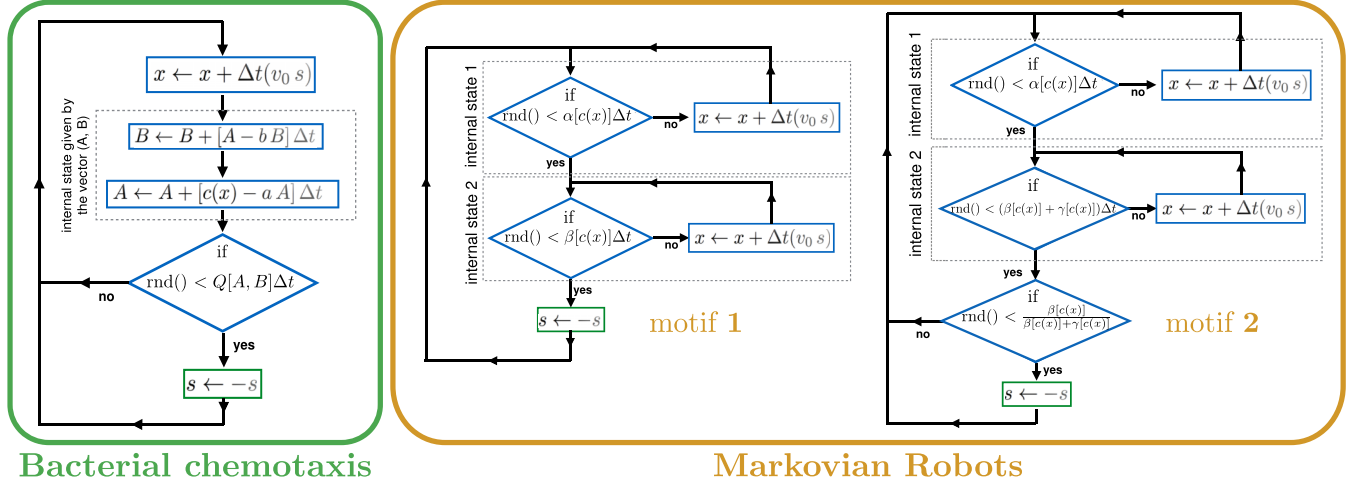 x ← x + Δt(v₀ s)
internal state given by
the vector (A, B)
B ← B + [A − b B] Δt
A ← A + [c(x) − a A] Δt
if
rnd() < Q[A, B]Δt
no
yes
s ← −s
Bacterial chemotaxis
internal state 1
if
rnd() < α[c(x)]Δt
no
x ← x + Δt(v₀ s)
yes
internal state 2
if
rnd() < β[c(x)]Δt
no
x ← x + Δt(v₀ s)
yes
s ← −s
motif 1
internal state 1
if
rnd() < α[c(x)]Δt
no
x ← x + Δt(v₀ s)
yes
internal state 2
if
rnd() < (β[c(x)] + γ[c(x)])Δt
no
x ← x + Δt(v₀ s)
yes
if
rnd() < β[c(x)] / β[c(x)]+γ[c(x)]
no
yes
s ← −s
motif 2
Markovian Robots